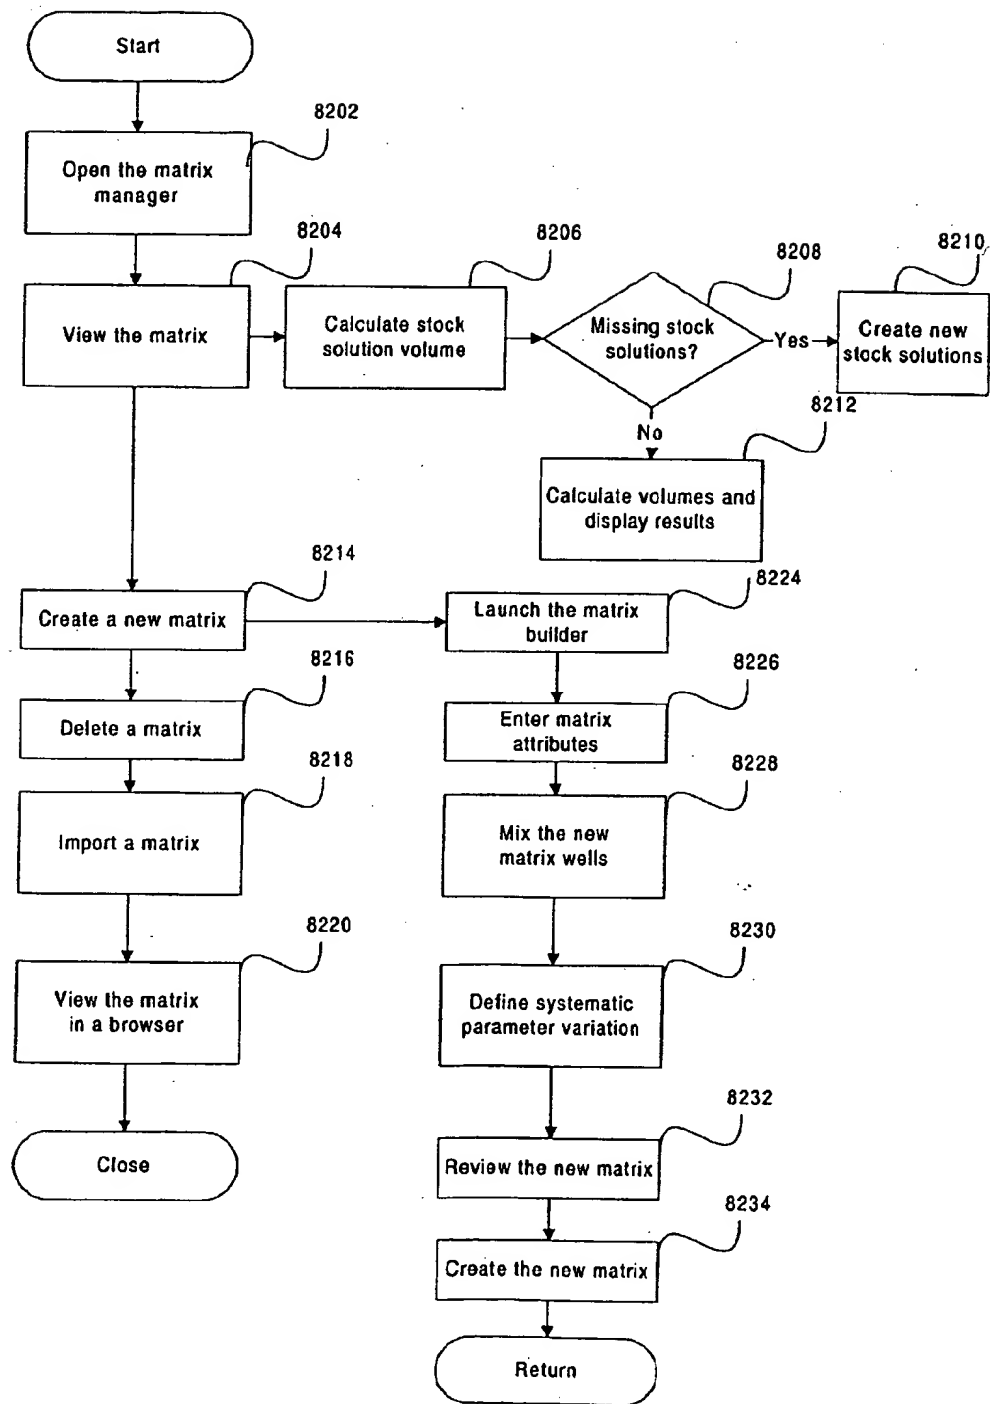 Start
8202
Open the matrix
manager
8204
View the matrix
8206
Calculate stock
solution volume
8208
Missing stock
solutions?
Yes
8210
Create new
stock solutions
No
8212
Calculate volumes and
display results
8214
Create a new matrix
8216
Delete a matrix
8218
Import a matrix
8220
View the matrix
in a browser
Close
8224
Launch the matrix
builder
8226
Enter matrix
attributes
8228
Mix the new
matrix wells
8230
Define systematic
parameter variation
8232
Review the new matrix
8234
Create the new matrix
Return